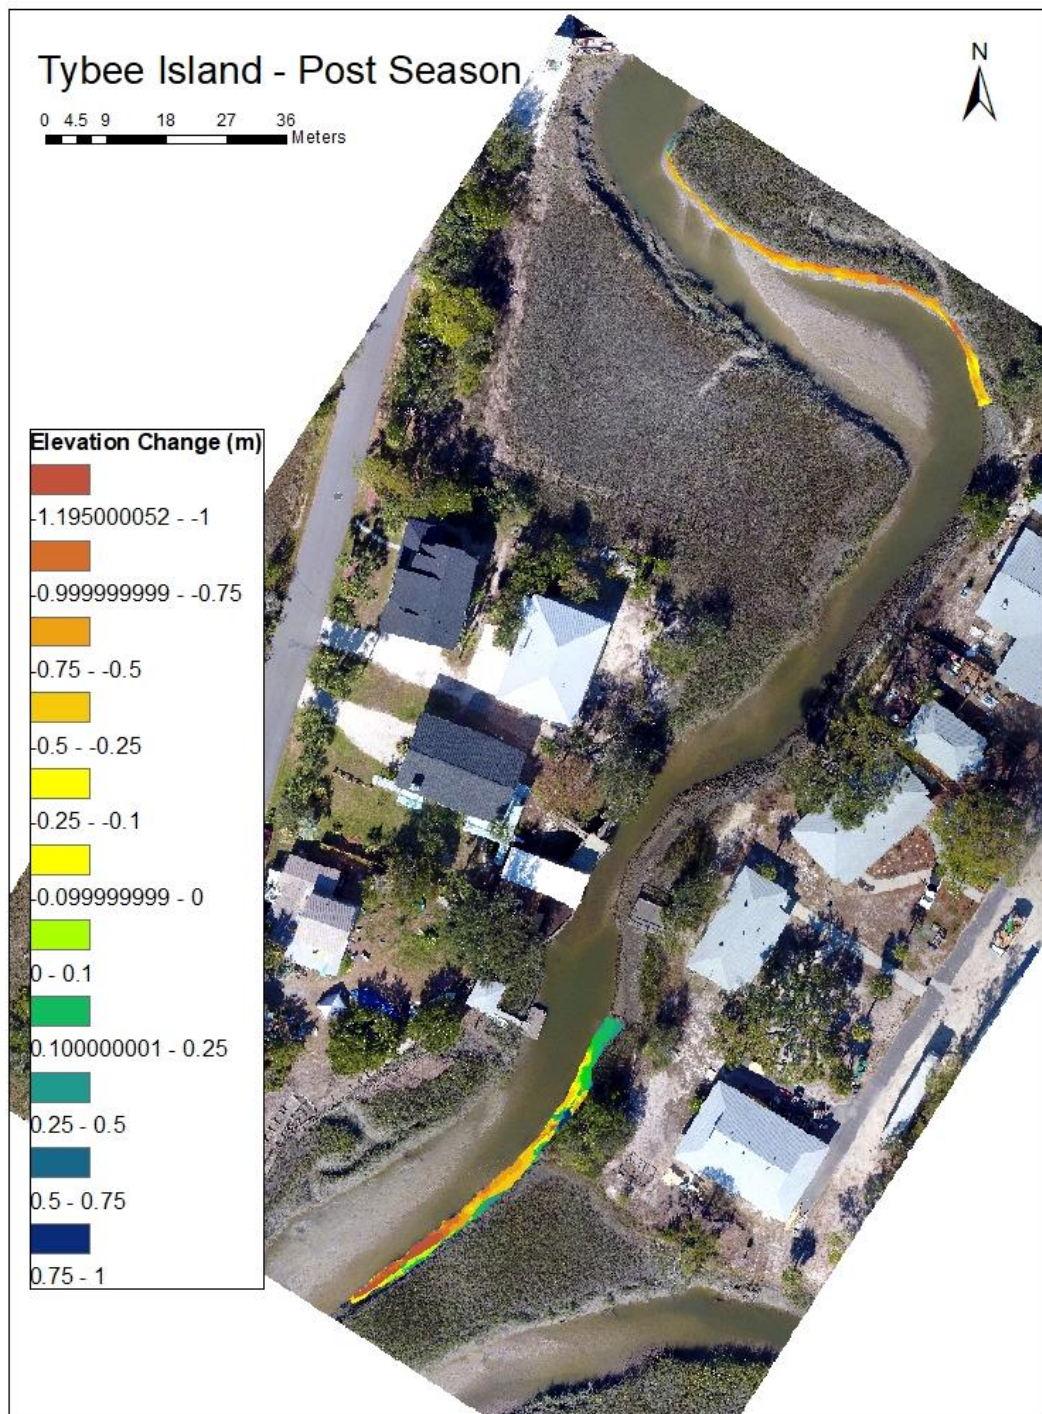 Tybee Island - Post Season
N
0 4.5 9 18 27 36
Meters
Elevation Change (m)
-1.195000052 - -1
-0.999999999 - -0.75
-0.75 - -0.5
-0.5 - -0.25
-0.25 - -0.1
-0.099999999 - 0
0 - 0.1
0.100000001 - 0.25
0.25 - 0.5
0.5 - 0.75
0.75 - 1